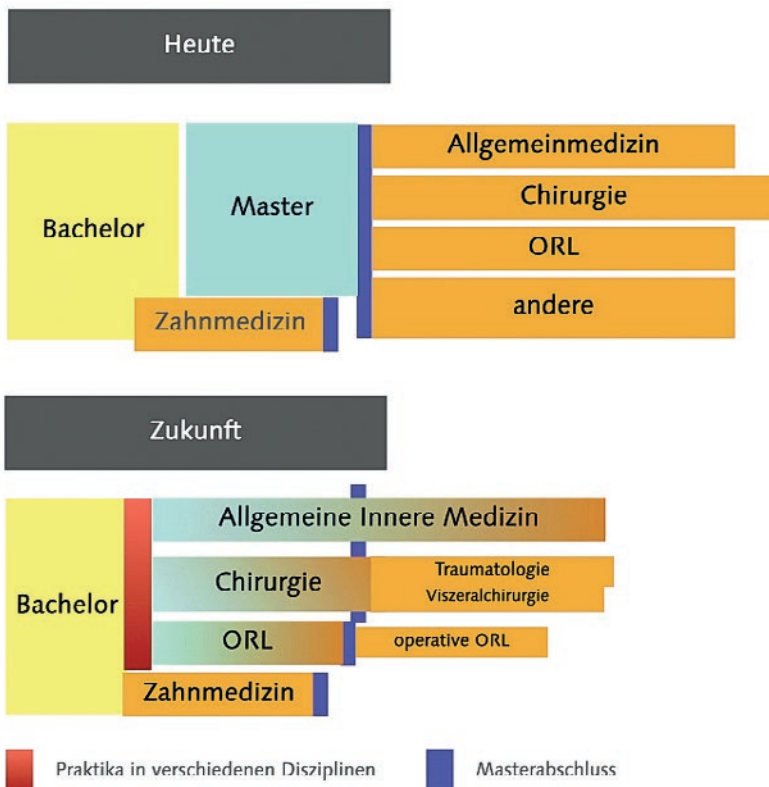 Heute
Bachelor
Master
Allgemeinmedizin
Chirurgie
ORL
andere
Zahnmedizin
Zukunft
Bachelor
Allgemeine Innere Medizin
Chirurgie
Traumatologie
Viszeralchirurgie
ORL
operative ORL
Zahnmedizin
Praktika in verschiedenen Disziplinen
Masterabschluss